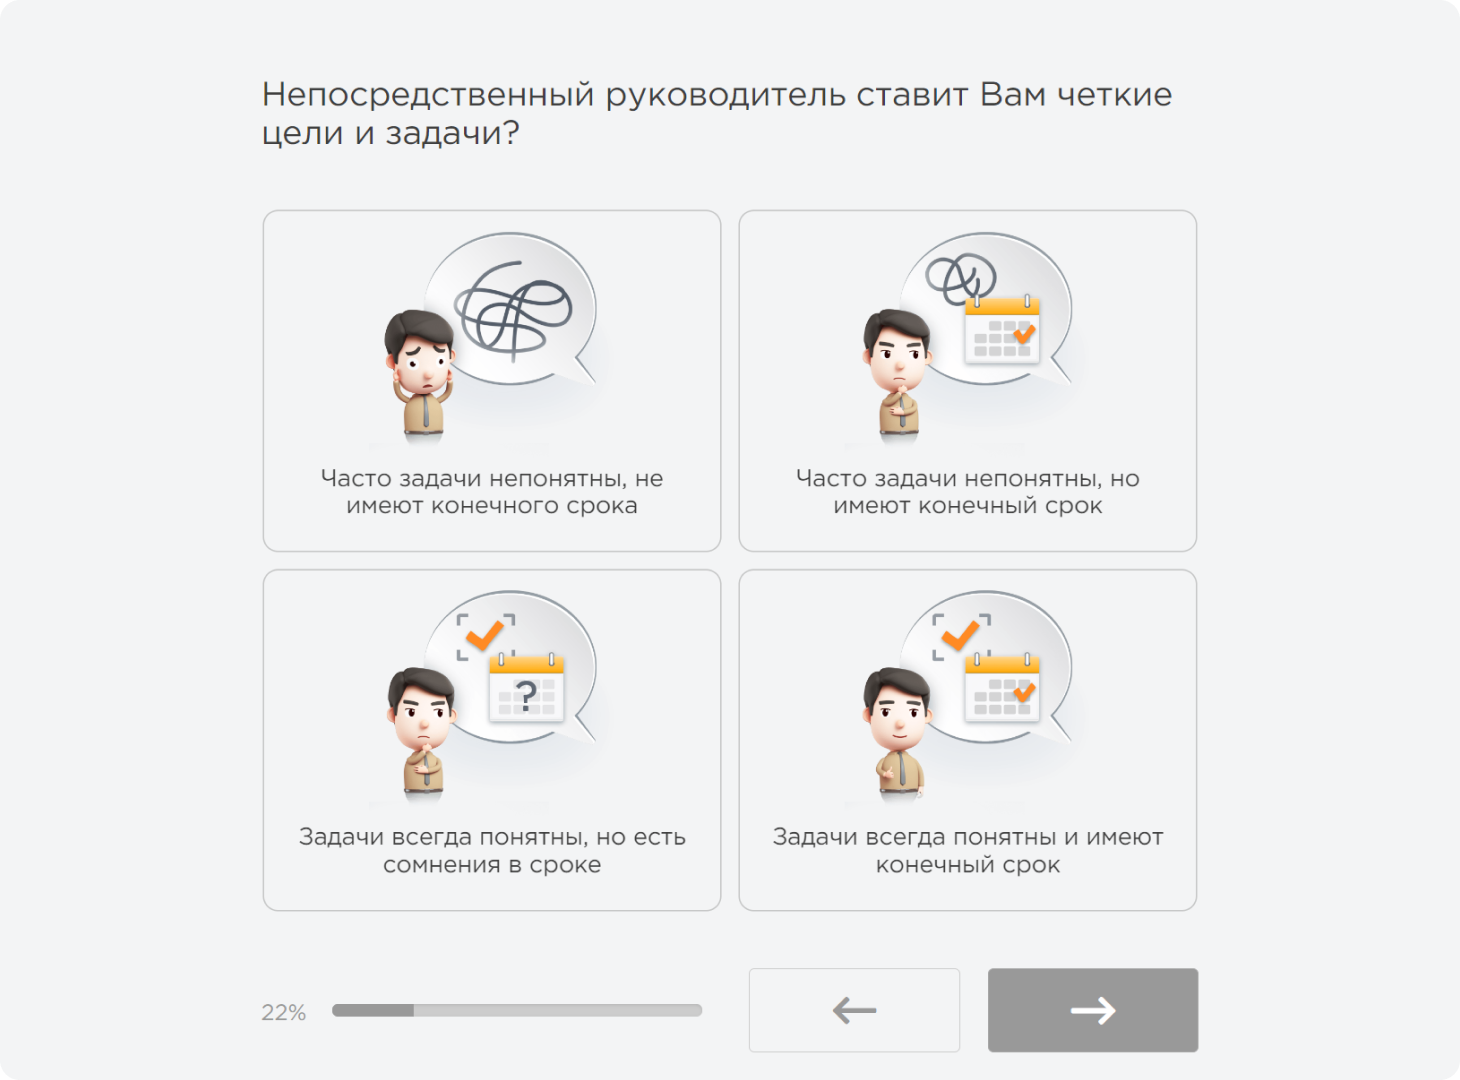 Непосредственный руководитель ставит Вам четкие
цели и задачи?
Часто задачи непонятны, не
имеют конечного срока
Часто задачи непонятны, но
имеют конечный срок
?
Задачи всегда понятны, но есть
сомнения в сроке
Задачи всегда понятны и имеют
конечный срок
22%